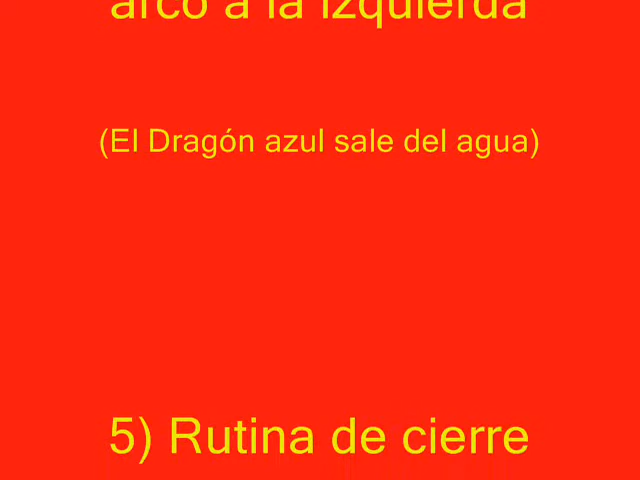 arco a la izquierda
(El Dragón azul sale del agua)
5) Rutina de cierre